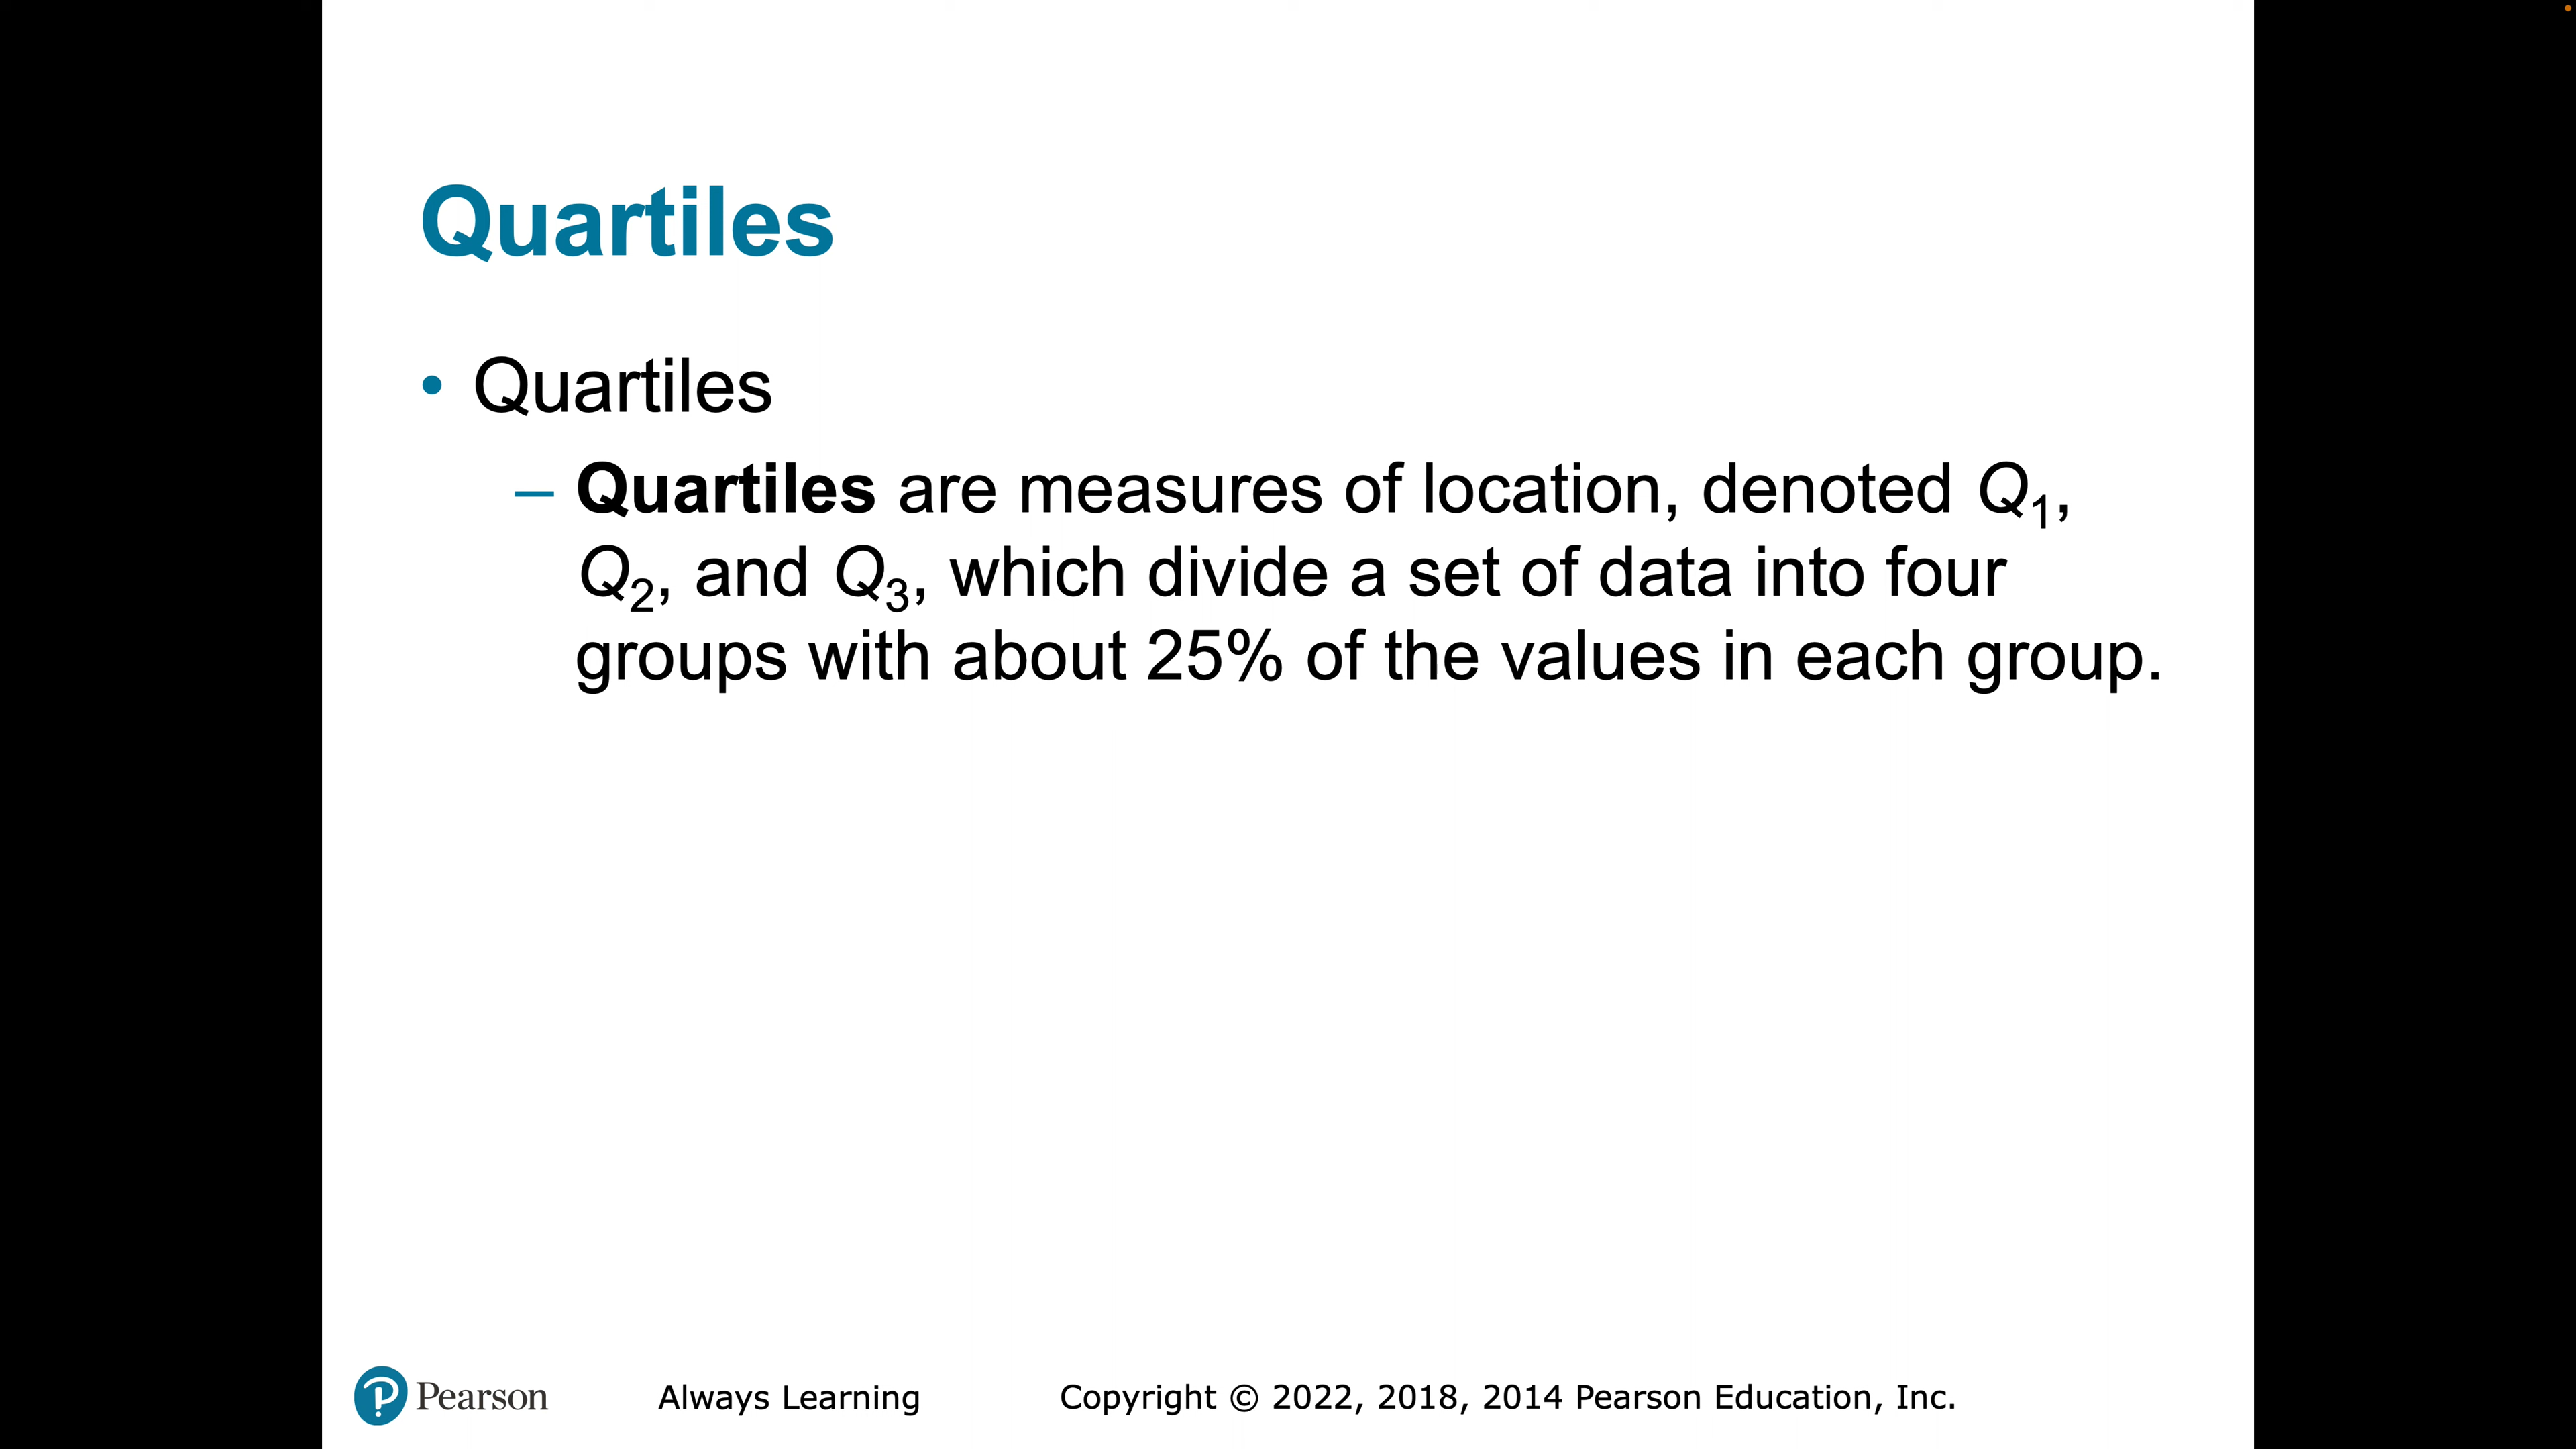 Quartiles
• Quartiles
– Quartiles are measures of location, denoted Q₁,
Q₂, and Q₃, which divide a set of data into four
groups with about 25% of the values in each group.
Pearson Always Learning Copyright © 2022, 2018, 2014 Pearson Education, Inc.